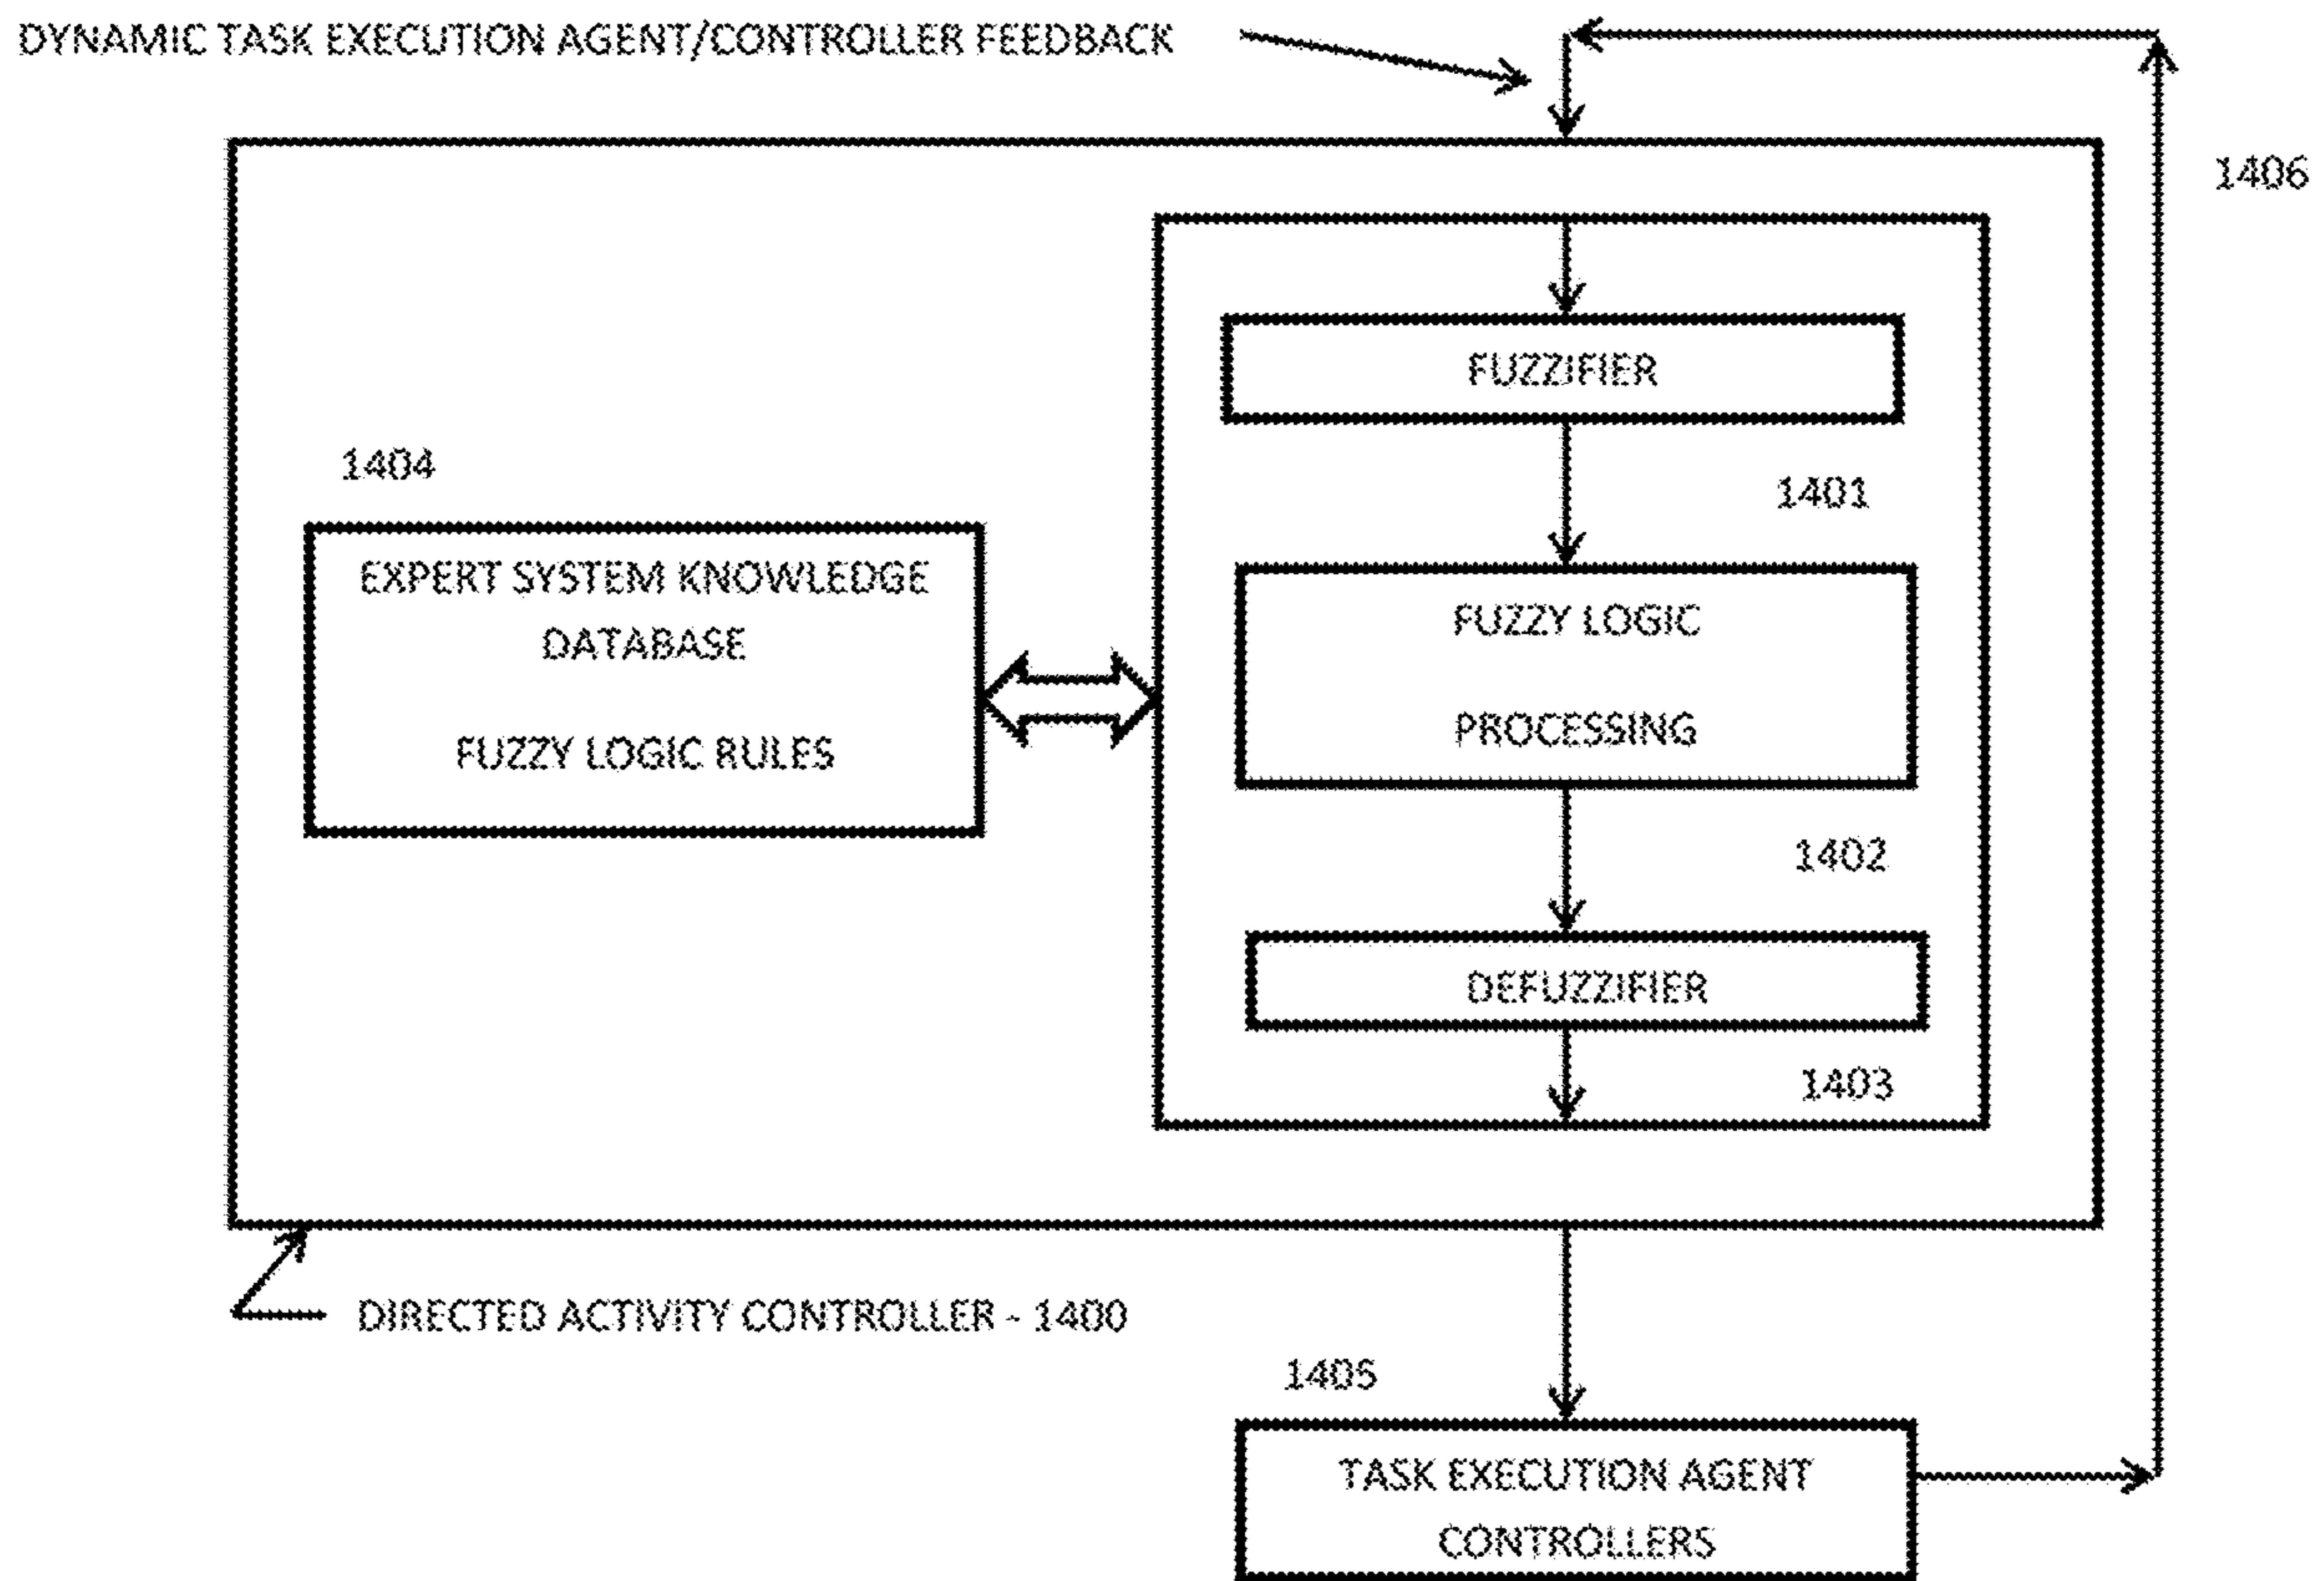 DYNAMIC TASK EXECUTION AGENT/CONTROLLER FEEDBACK
1406
FUZZIFIER
1404
1401
EXPERT SYSTEM KNOWLEDGE
DATABASE
FUZZY LOGIC RULES
FUZZY LOGIC
PROCESSING
1402
DEFUZZIFIER
1403
DIRECTED ACTIVITY CONTROLLER - 1400
1405
TASK EXECUTION AGENT
CONTROLLERS